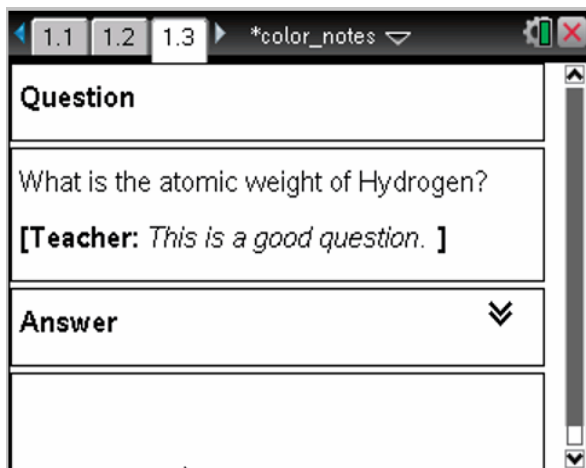 1.1 1.2 1.3 *color_notes
Question
What is the atomic weight of Hydrogen?
[Teacher: This is a good question. ]
Answer